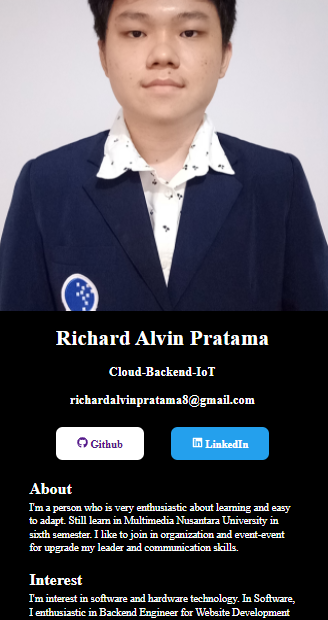 Richard Alvin Pratama
Cloud-Backend-IoT
richardalvinpratama8@gmail.com
Github
LinkedIn
About
I'm a person who is very enthusiastic about learning and easy
to adapt. Still learn in Multimedia Nusantara University in
sixth semester. I like to join in organization and event-event
for upgrade my leader and communication skills.
Interest
I'm interest in software and hardware technology. In Software,
I enthusiastic in Backend Engineer for Website Development